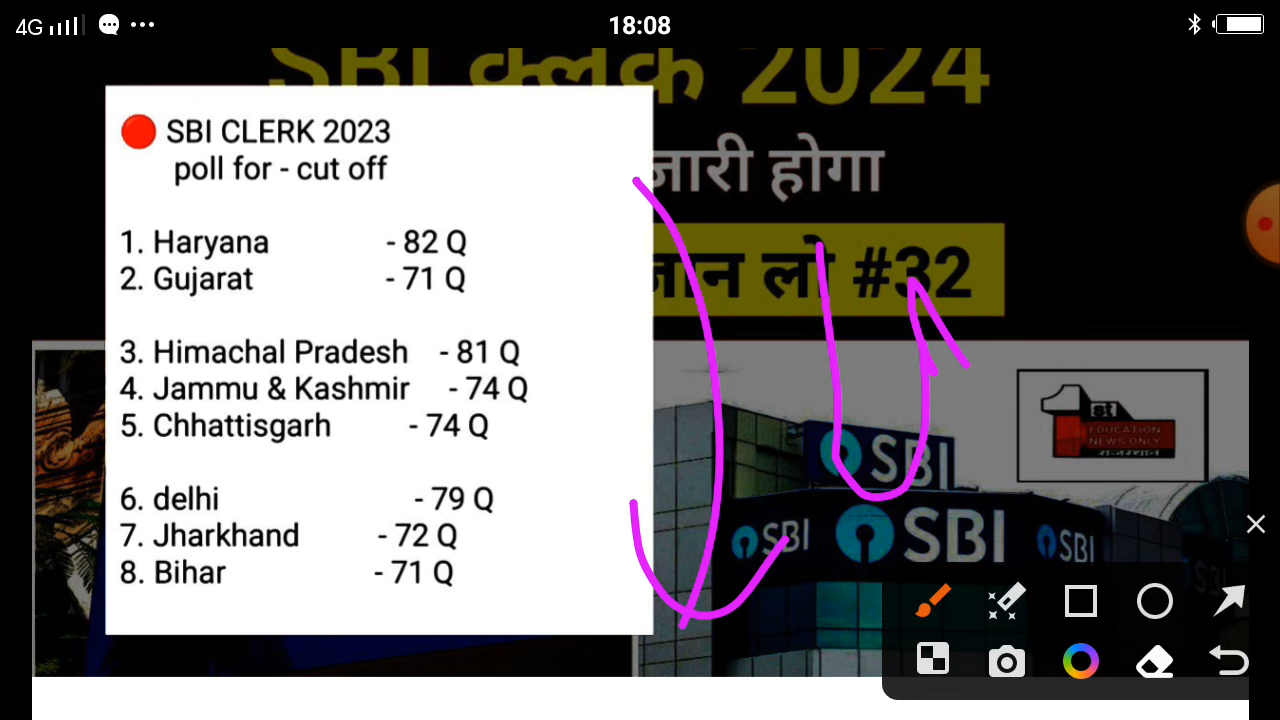 4G 18:08
SBI क्लर्क 2024
🔴 SBI CLERK 2023
poll for - cut off
जारी होगा
1. Haryana - 82 Q
2. Gujarat - 71 Q
जान लो #32
3. Himachal Pradesh - 81 Q
4. Jammu & Kashmir - 74 Q
5. Chhattisgarh - 74 Q
6. delhi - 79 Q
7. Jharkhand - 72 Q
8. Bihar - 71 Q
1st
EDUCATION
NEWS ONLY
राजस्थान
SBI
SBI SBI SBI SBI